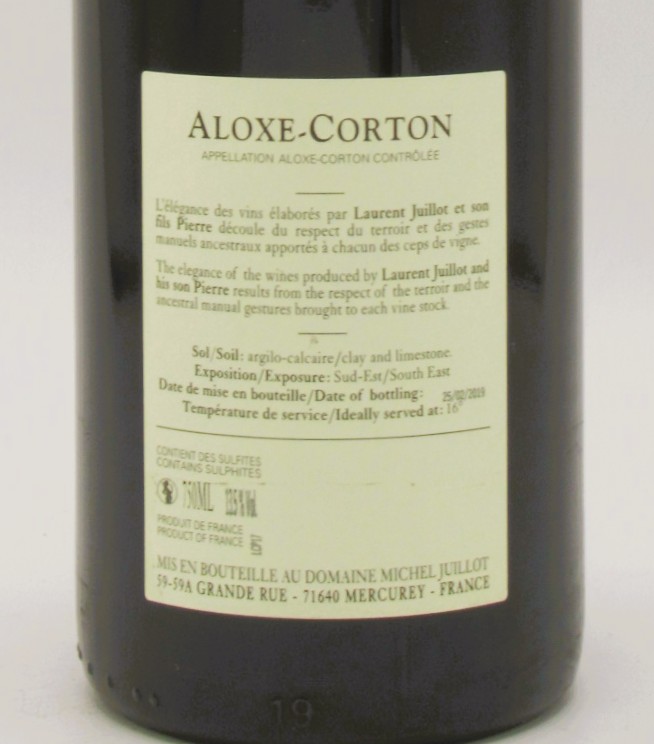 ALOXE-CORTON
APPELLATION ALOXE-CORTON CONTRÔLÉE
L'élégance des vins élaborés par Laurent Juillot et son
fils Pierre découle du respect du terroir et des gestes
manuels ancestraux apportés à chacun des ceps de vigne.
The elegance of the wines produced by Laurent Juillot and
his son Pierre results from the respect of the terroir and the
ancestral manual gestures brought to each vine stock.
Sol/Soil: argilo-calcaire/clay and limestone.
Exposition/Exposure: Sud-Est/South East
Date de mise en bouteille/Date of bottling: 25/02/2019
Température de service/Ideally served at: 16°
CONTIENT DES SULFITES
CONTAINS SULPHITES
750ML 13,5%Vol.
PRODUIT DE FRANCE
PRODUCT OF FRANCE
MIS EN BOUTEILLE AU DOMAINE MICHEL JUILLOT
59-59A GRANDE RUE - 71640 MERCUREY - FRANCE
19